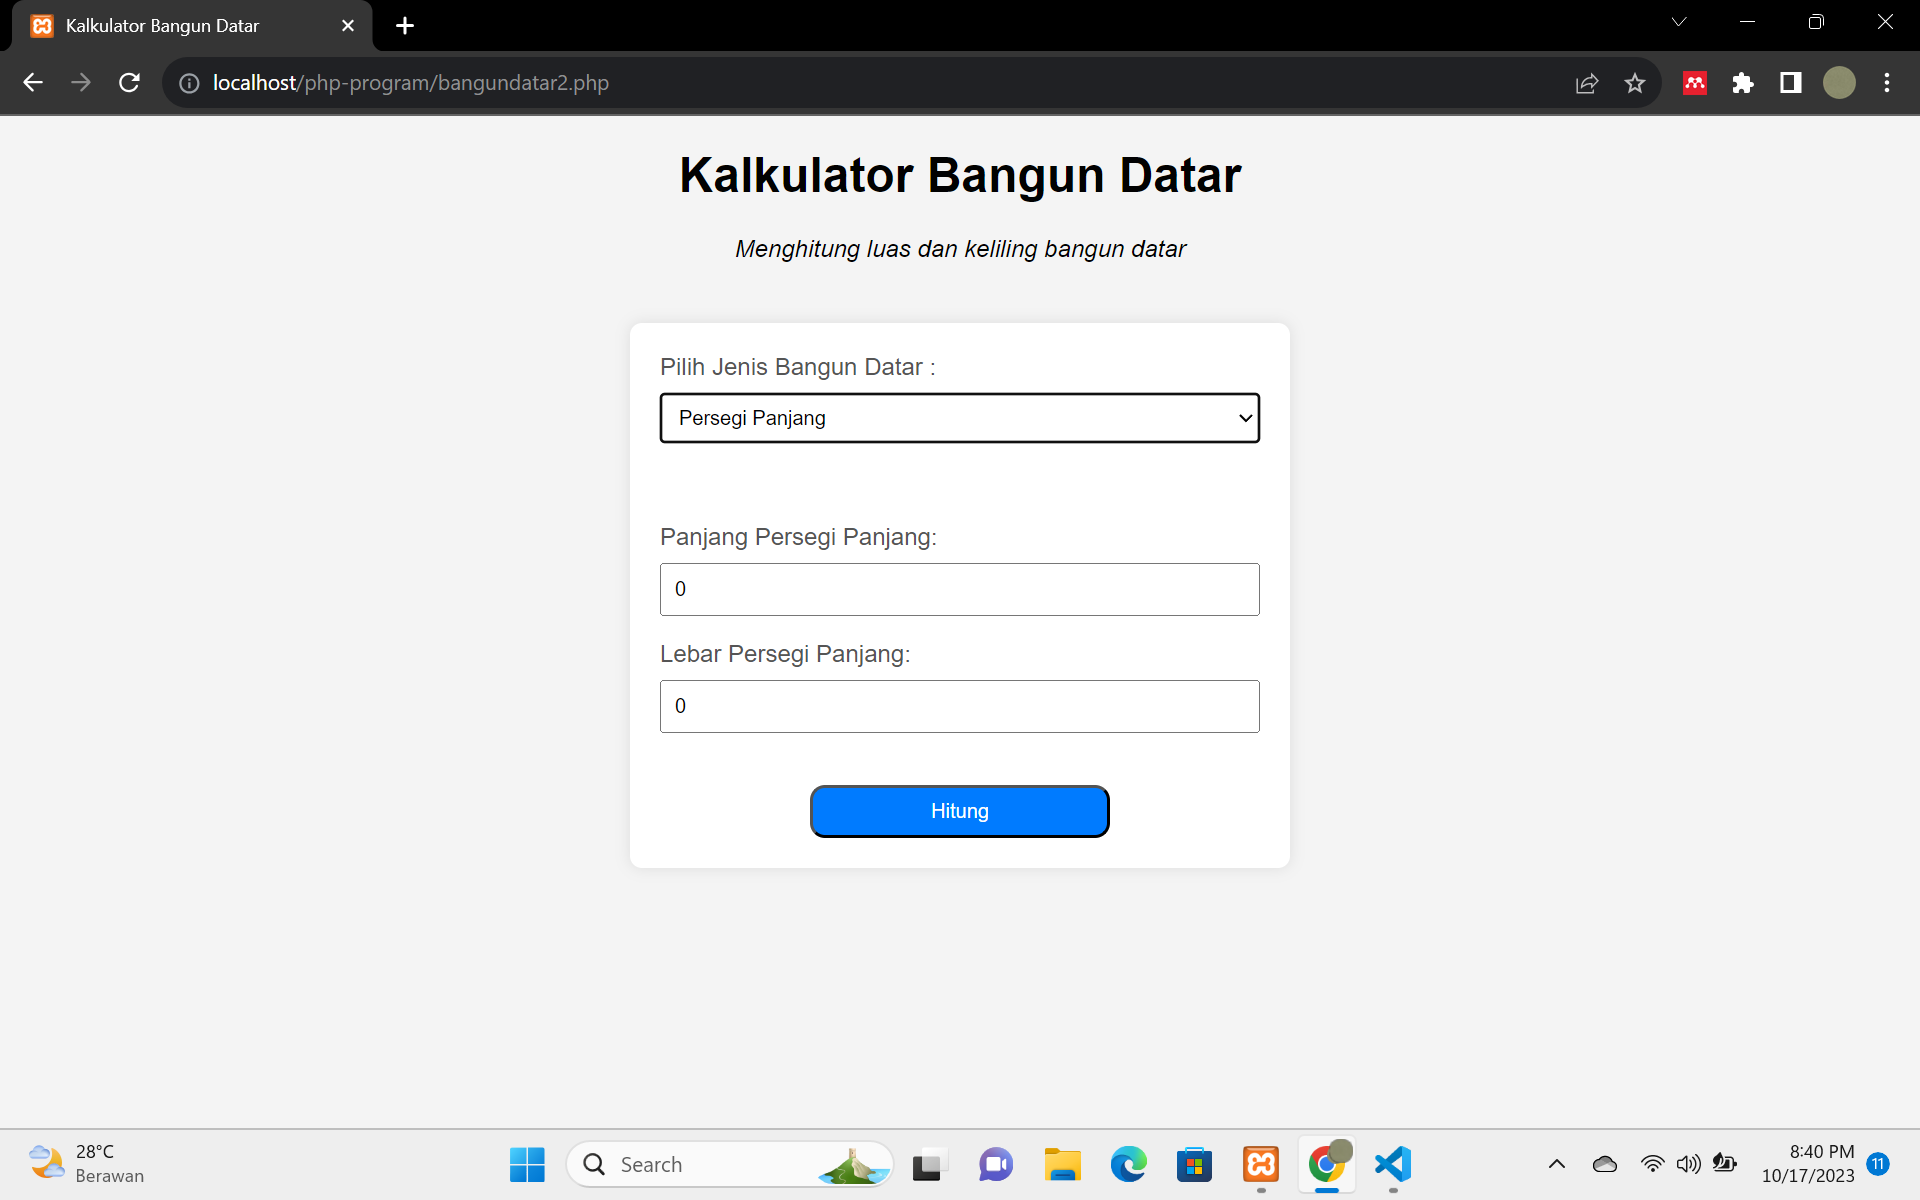 Kalkulator Bangun Datar
localhost/php-program/bangundatar2.php
Kalkulator Bangun Datar
Menghitung luas dan keliling bangun datar
Pilih Jenis Bangun Datar :
Persegi Panjang
Panjang Persegi Panjang:
0
Lebar Persegi Panjang:
0
Hitung
28°C
Berawan
Search
8:40 PM
10/17/2023
11